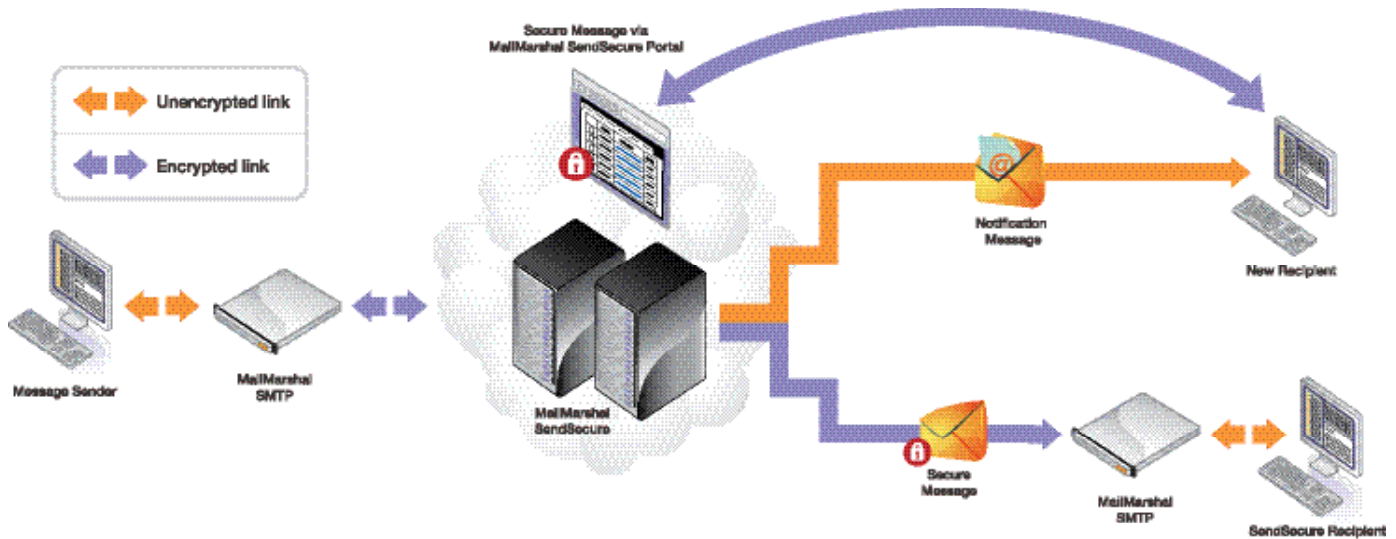 Secure Message via
MailMarshal SendSecure Portal
Unencrypted link
Encrypted link
@
Notification
Message
New Recipient
Message Sender
MailMarshal
SMTP
MailMarshal
SendSecure
Secure
Message
MailMarshal
SMTP
SendSecure Recipient